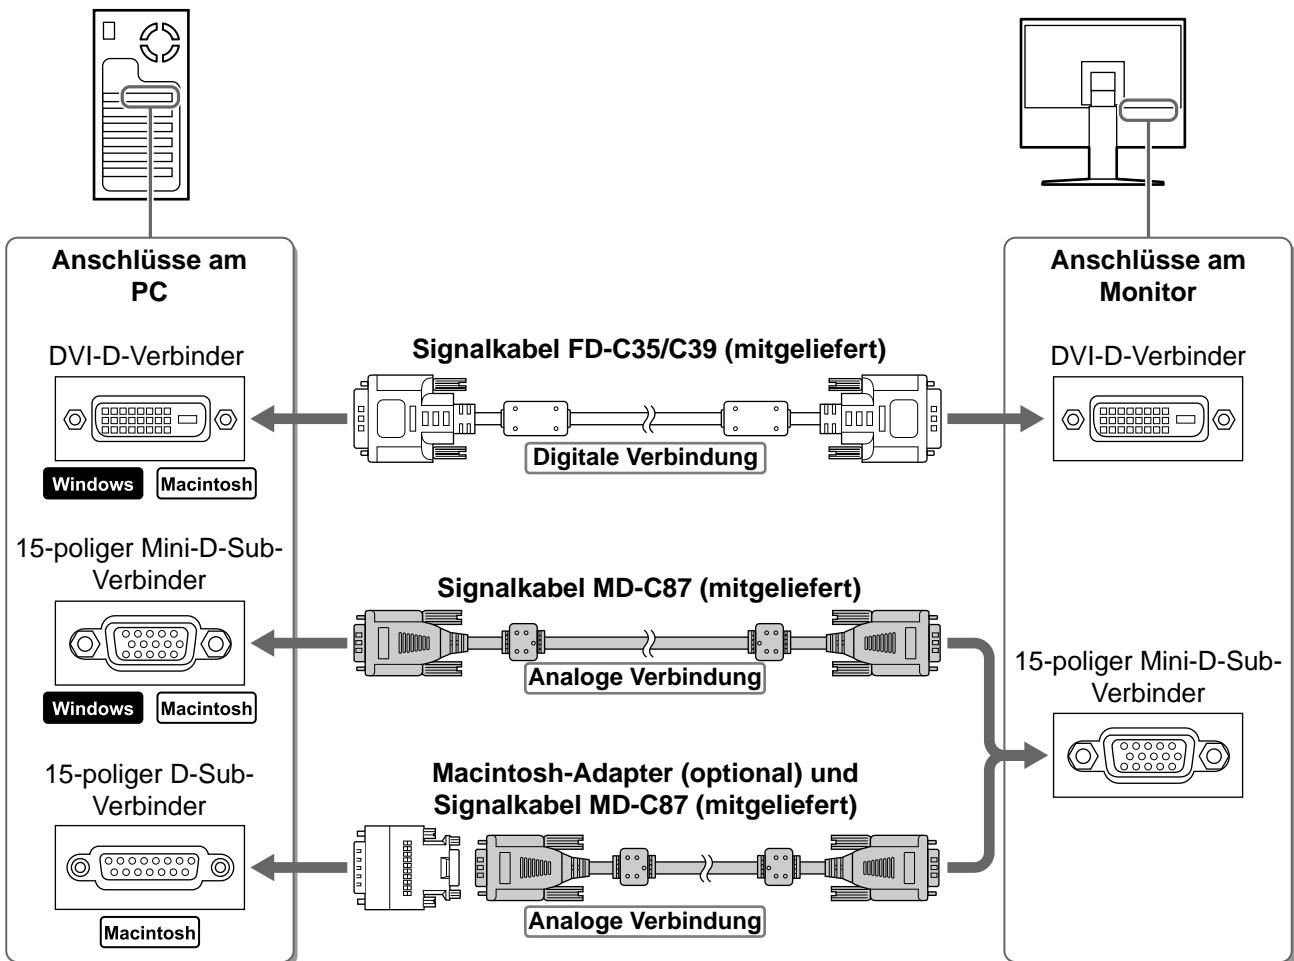 Anschlüsse am
PC
DVI-D-Verbinder
Windows Macintosh
15-poliger Mini-D-Sub-
Verbinder
Windows Macintosh
15-poliger D-Sub-
Verbinder
Macintosh
Signalkabel FD-C35/C39 (mitgeliefert)
Digitale Verbindung
Signalkabel MD-C87 (mitgeliefert)
Analoge Verbindung
Macintosh-Adapter (optional) und
Signalkabel MD-C87 (mitgeliefert)
Analoge Verbindung
Anschlüsse am
Monitor
DVI-D-Verbinder
15-poliger Mini-D-Sub-
Verbinder